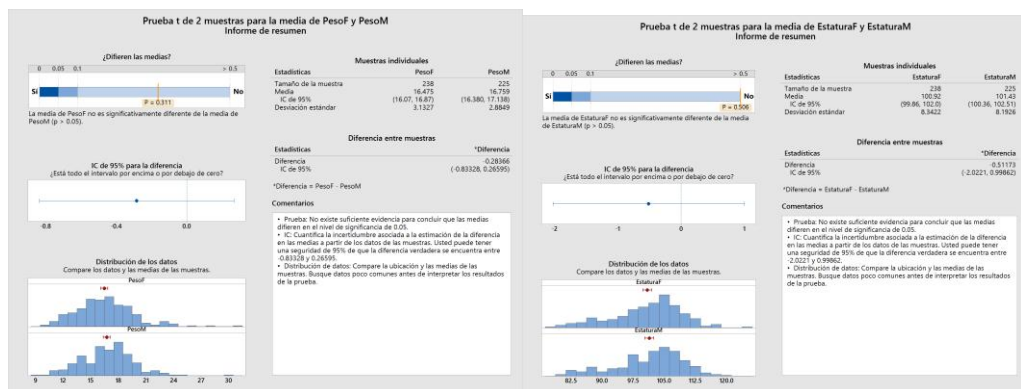 Prueba t de 2 muestras para la media de PesoF y PesoM
Informe de resumen
¿Difieren las medias?
0 0.05 0.1 > 0.5
Sí No
P = 0.311
La media de PesoF no es significativamente diferente de la media de
PesoM (p > 0.05).
Muestras individuales
Estadísticas PesoF PesoM
Tamaño de la muestra 238 225
Media 16.475 16.759
IC de 95% (16.07, 16.87) (16.380, 17.138)
Desviación estándar 3.1327 2.8849
Diferencia entre muestras
Estadísticas *Diferencia
Diferencia -0.28366
IC de 95% (-0.83328, 0.26595)
*Diferencia = PesoF - PesoM
IC de 95% para la diferencia
¿Está todo el intervalo por encima o por debajo de cero?
-0.8 -0.4 0.0
Comentarios
• Prueba: No existe suficiente evidencia para concluir que las medias
difieren en el nivel de significancia de 0.05.
• IC: Cuantifica la incertidumbre asociada a la estimación de la diferencia
en las medias a partir de los datos de las muestras. Usted puede tener
una seguridad de 95% de que la diferencia verdadera se encuentra entre
-0.83328 y 0.26595.
• Distribución de datos: Compare la ubicación y las medias de las
muestras. Busque datos poco comunes antes de interpretar los resultados
de la prueba.
Distribución de los datos
Compare los datos y las medias de las muestras.
PesoF
PesoM
9 12 15 18 21 24 27 30
Prueba t de 2 muestras para la media de EstaturaF y EstaturaM
Informe de resumen
¿Difieren las medias?
0 0.05 0.1 > 0.5
Sí No
P = 0.506
La media de EstaturaF no es significativamente diferente de la media
de EstaturaM (p > 0.05).
Muestras individuales
Estadísticas EstaturaF EstaturaM
Tamaño de la muestra 238 225
Media 100.92 101.43
IC de 95% (99.86, 102.0) (100.36, 102.51)
Desviación estándar 8.3422 8.1926
Diferencia entre muestras
Estadísticas *Diferencia
Diferencia -0.51173
IC de 95% (-2.0221, 0.99862)
*Diferencia = EstaturaF - EstaturaM
IC de 95% para la diferencia
¿Está todo el intervalo por encima o por debajo de cero?
-2 -1 0 1
Comentarios
• Prueba: No existe suficiente evidencia para concluir que las medias
difieren en el nivel de significancia de 0.05.
• IC: Cuantifica la incertidumbre asociada a la estimación de la diferencia
en las medias a partir de los datos de las muestras. Usted puede tener
una seguridad de 95% de que la diferencia verdadera se encuentra entre
-2.0221 y 0.99862.
• Distribución de datos: Compare la ubicación y las medias de las
muestras. Busque datos poco comunes antes de interpretar los resultados
de la prueba.
Distribución de los datos
Compare los datos y las medias de las muestras.
EstaturaF
EstaturaM
82.5 90.0 97.5 105.0 112.5 120.0